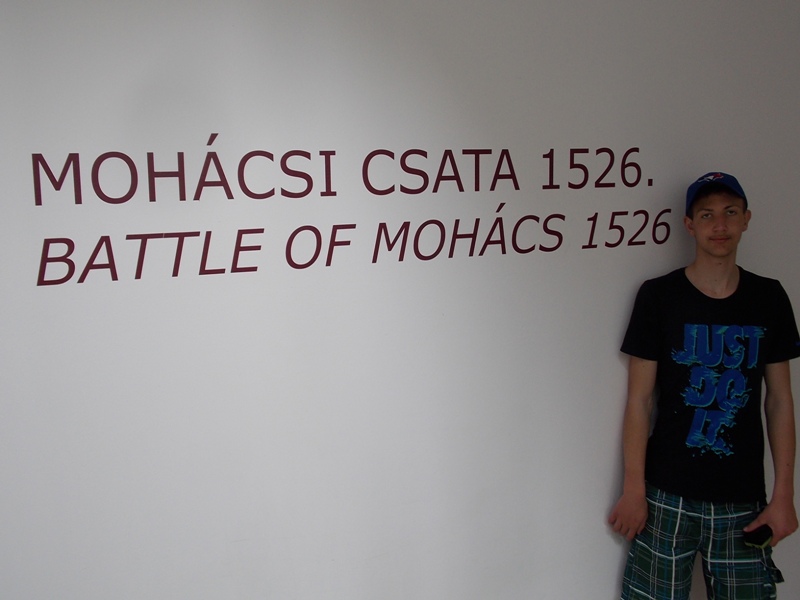 MOHÁCSI CSATA 1526.
BATTLE OF MOHÁCS 1526
JUST
DO
IT.